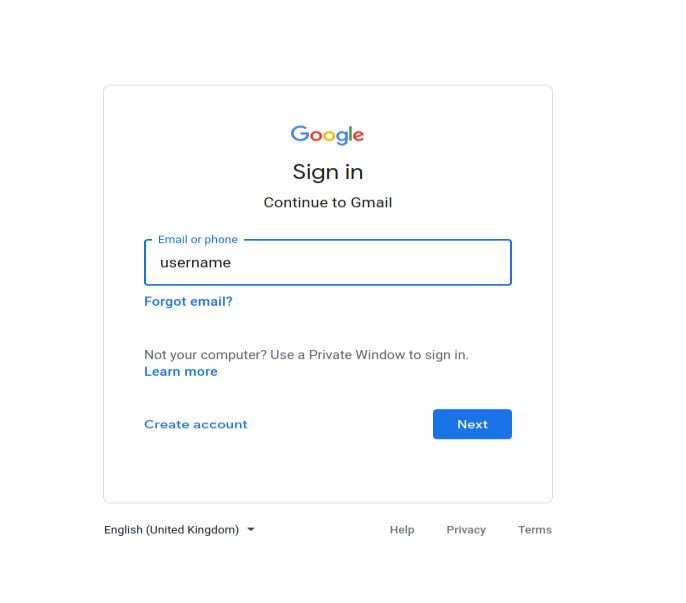 Google
Sign in
Continue to Gmail
Email or phone
username
Forgot email?
Not your computer? Use a Private Window to sign in.
Learn more
Create account
Next
English (United Kingdom)
Help
Privacy
Terms